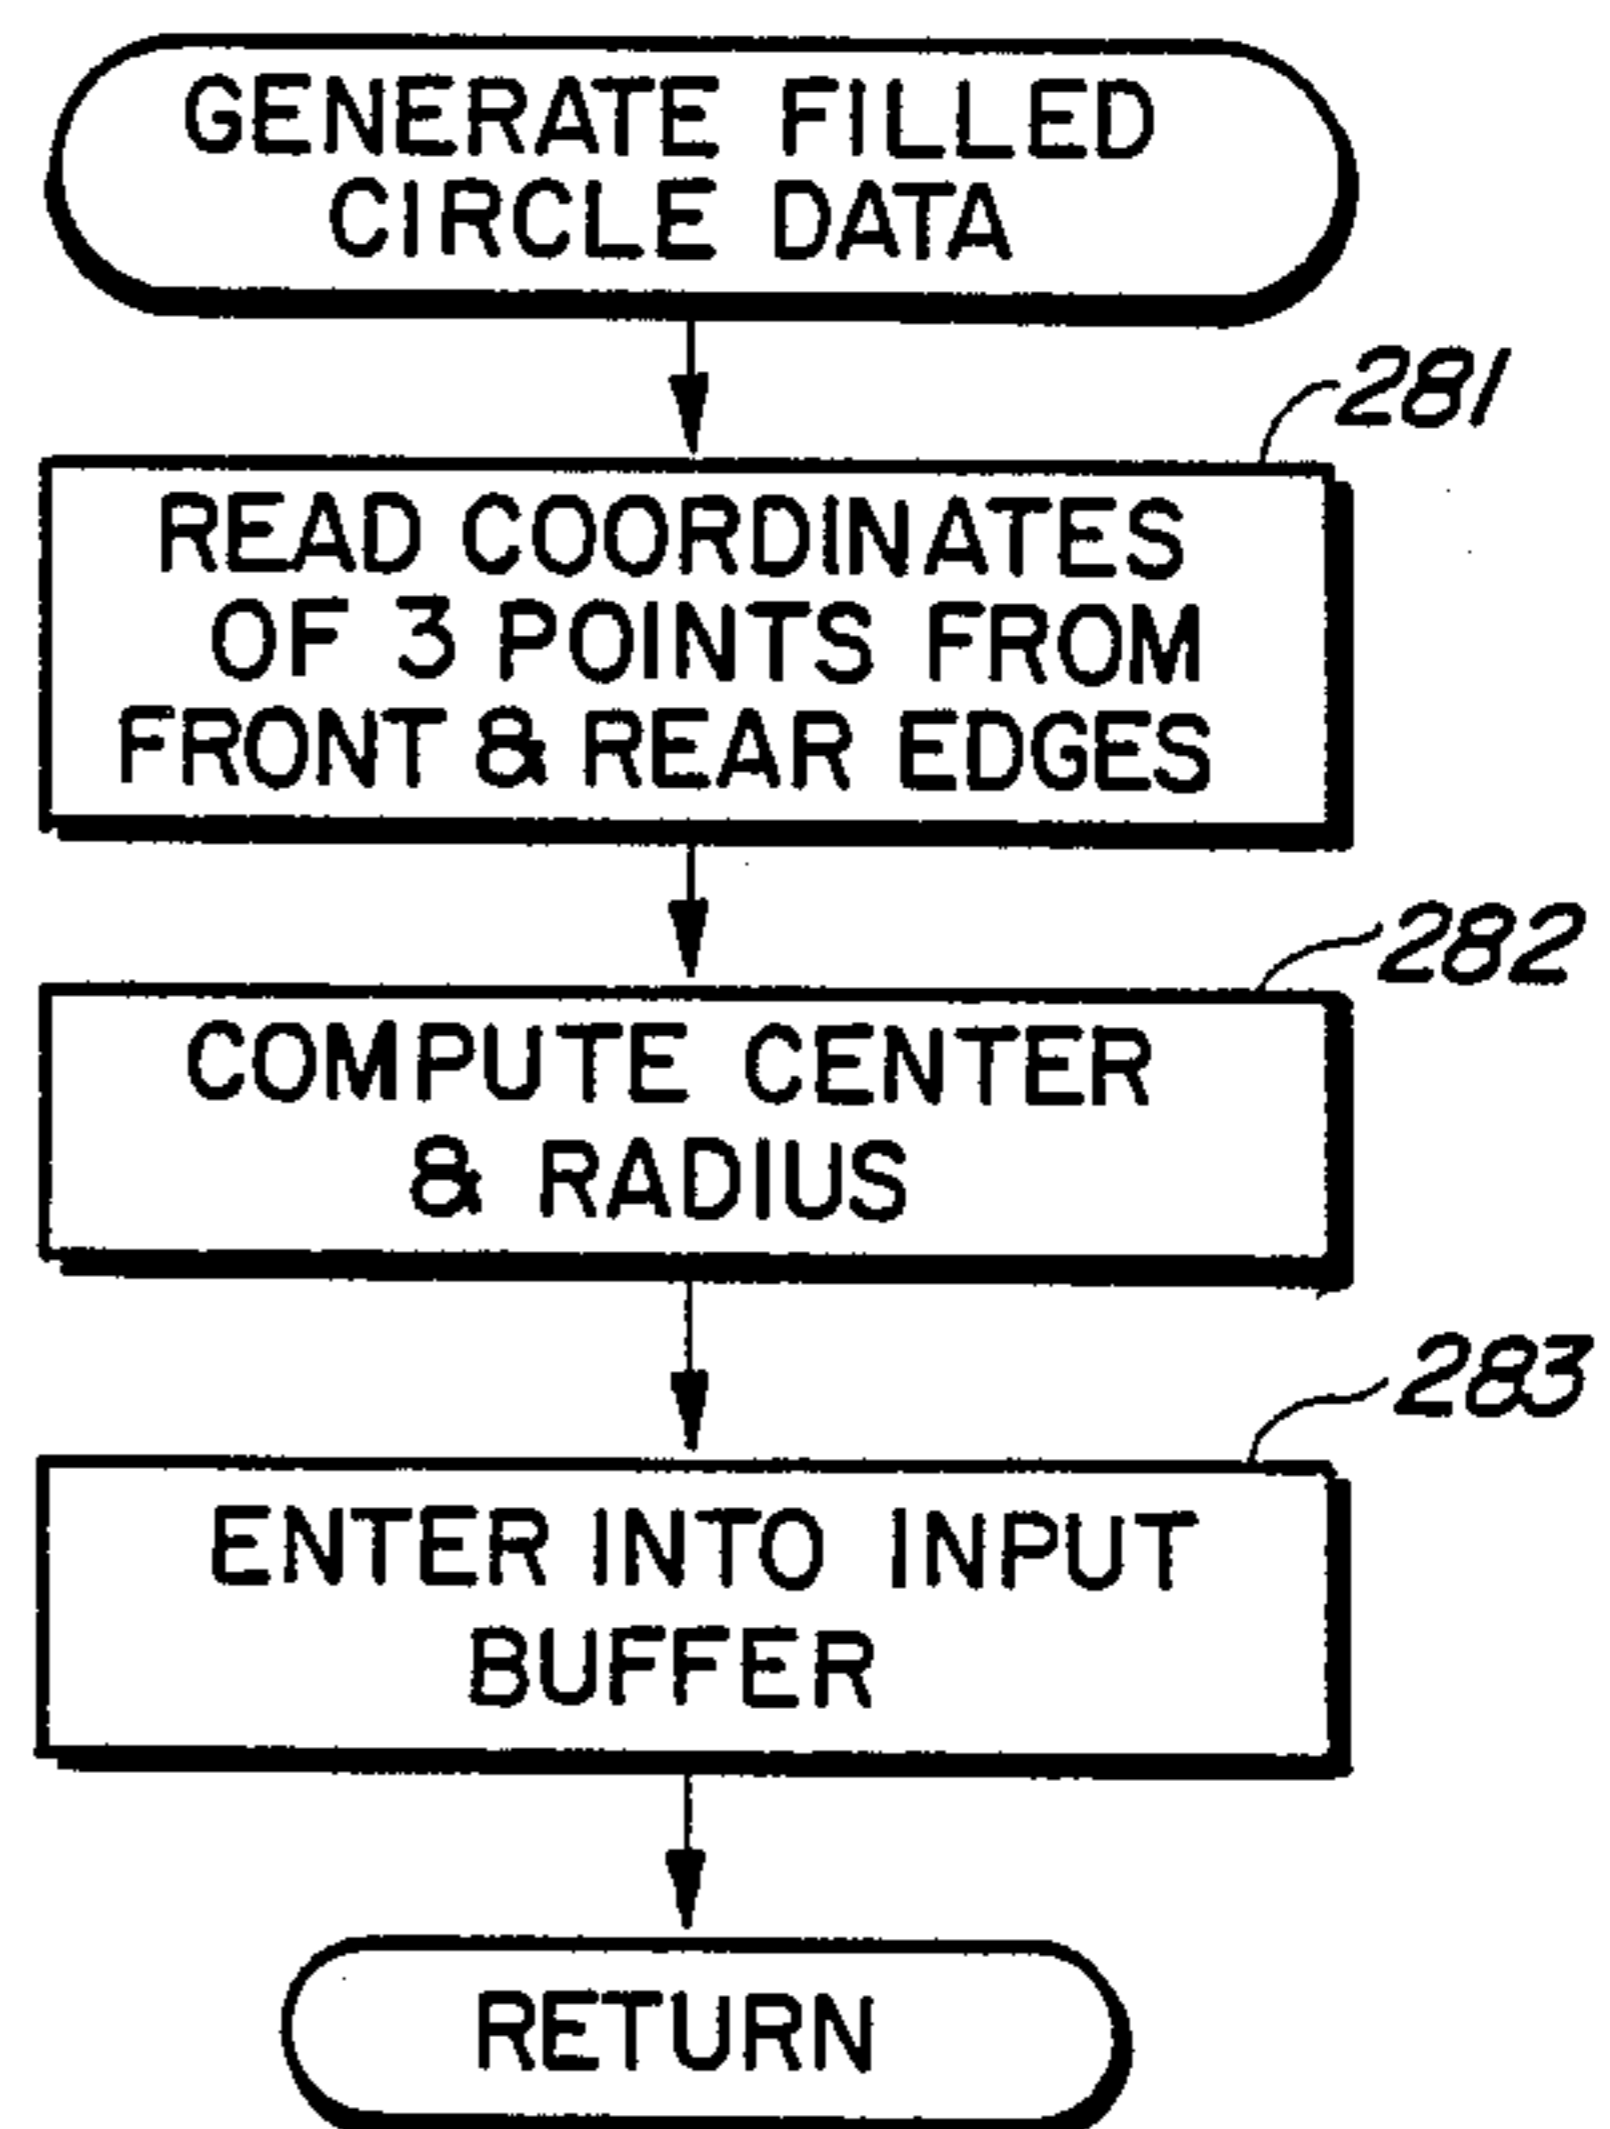 GENERATE FILLED
CIRCLE DATA
281
READ COORDINATES
OF 3 POINTS FROM
FRONT & REAR EDGES
282
COMPUTE CENTER
& RADIUS
283
ENTER INTO INPUT
BUFFER
RETURN